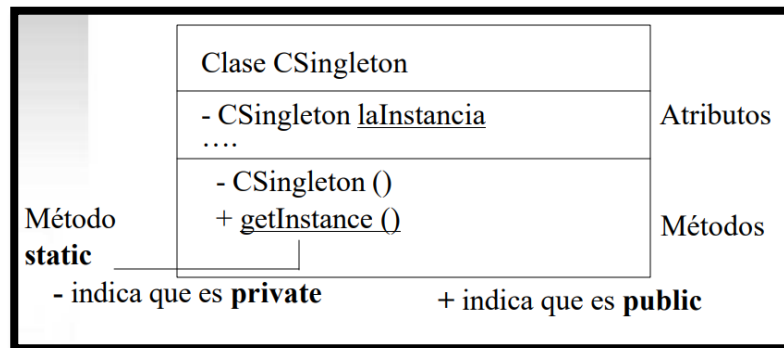 Clase CSingleton
- CSingleton laInstancia
....
Atributos
- CSingleton ()
+ getInstance ()
Método
static
Métodos
- indica que es private
+ indica que es public